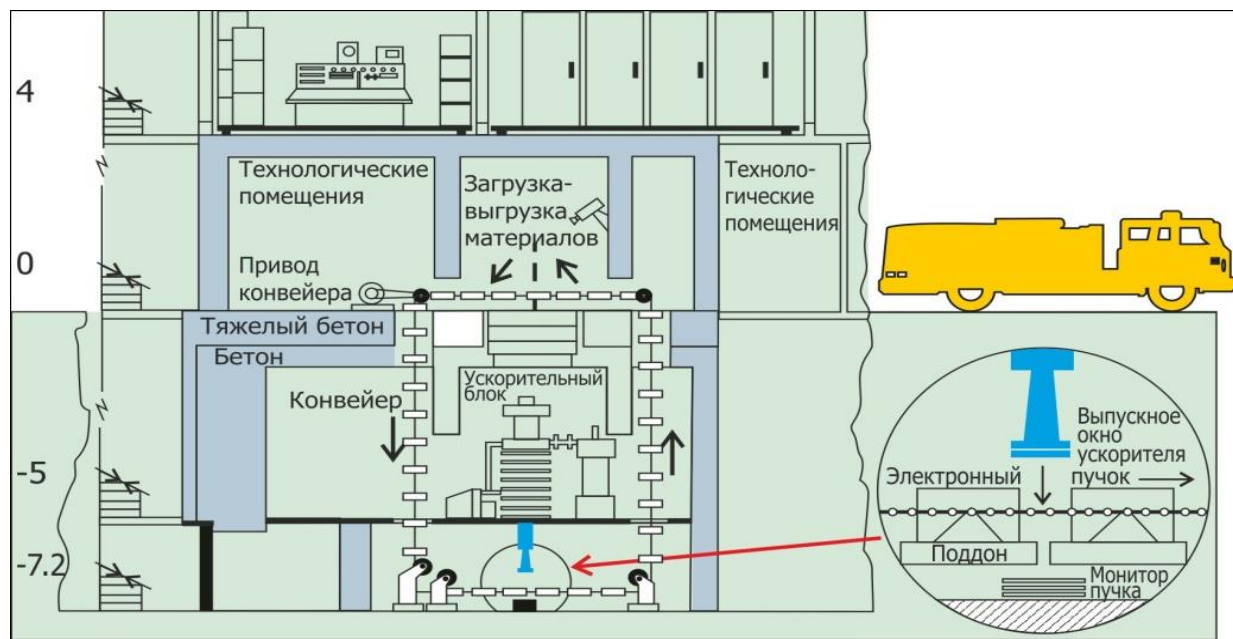 4
Технологические
помещения
Загрузка-
выгрузка
материалов
Техноло-
гические
помещения
0
Привод
конвейера
Тяжелый бетон
Бетон
Ускорительный
блок
Конвейер
-5
-7.2
Выпускное
окно
ускорителя
Электронный пучок
Поддон
Монитор
пучка